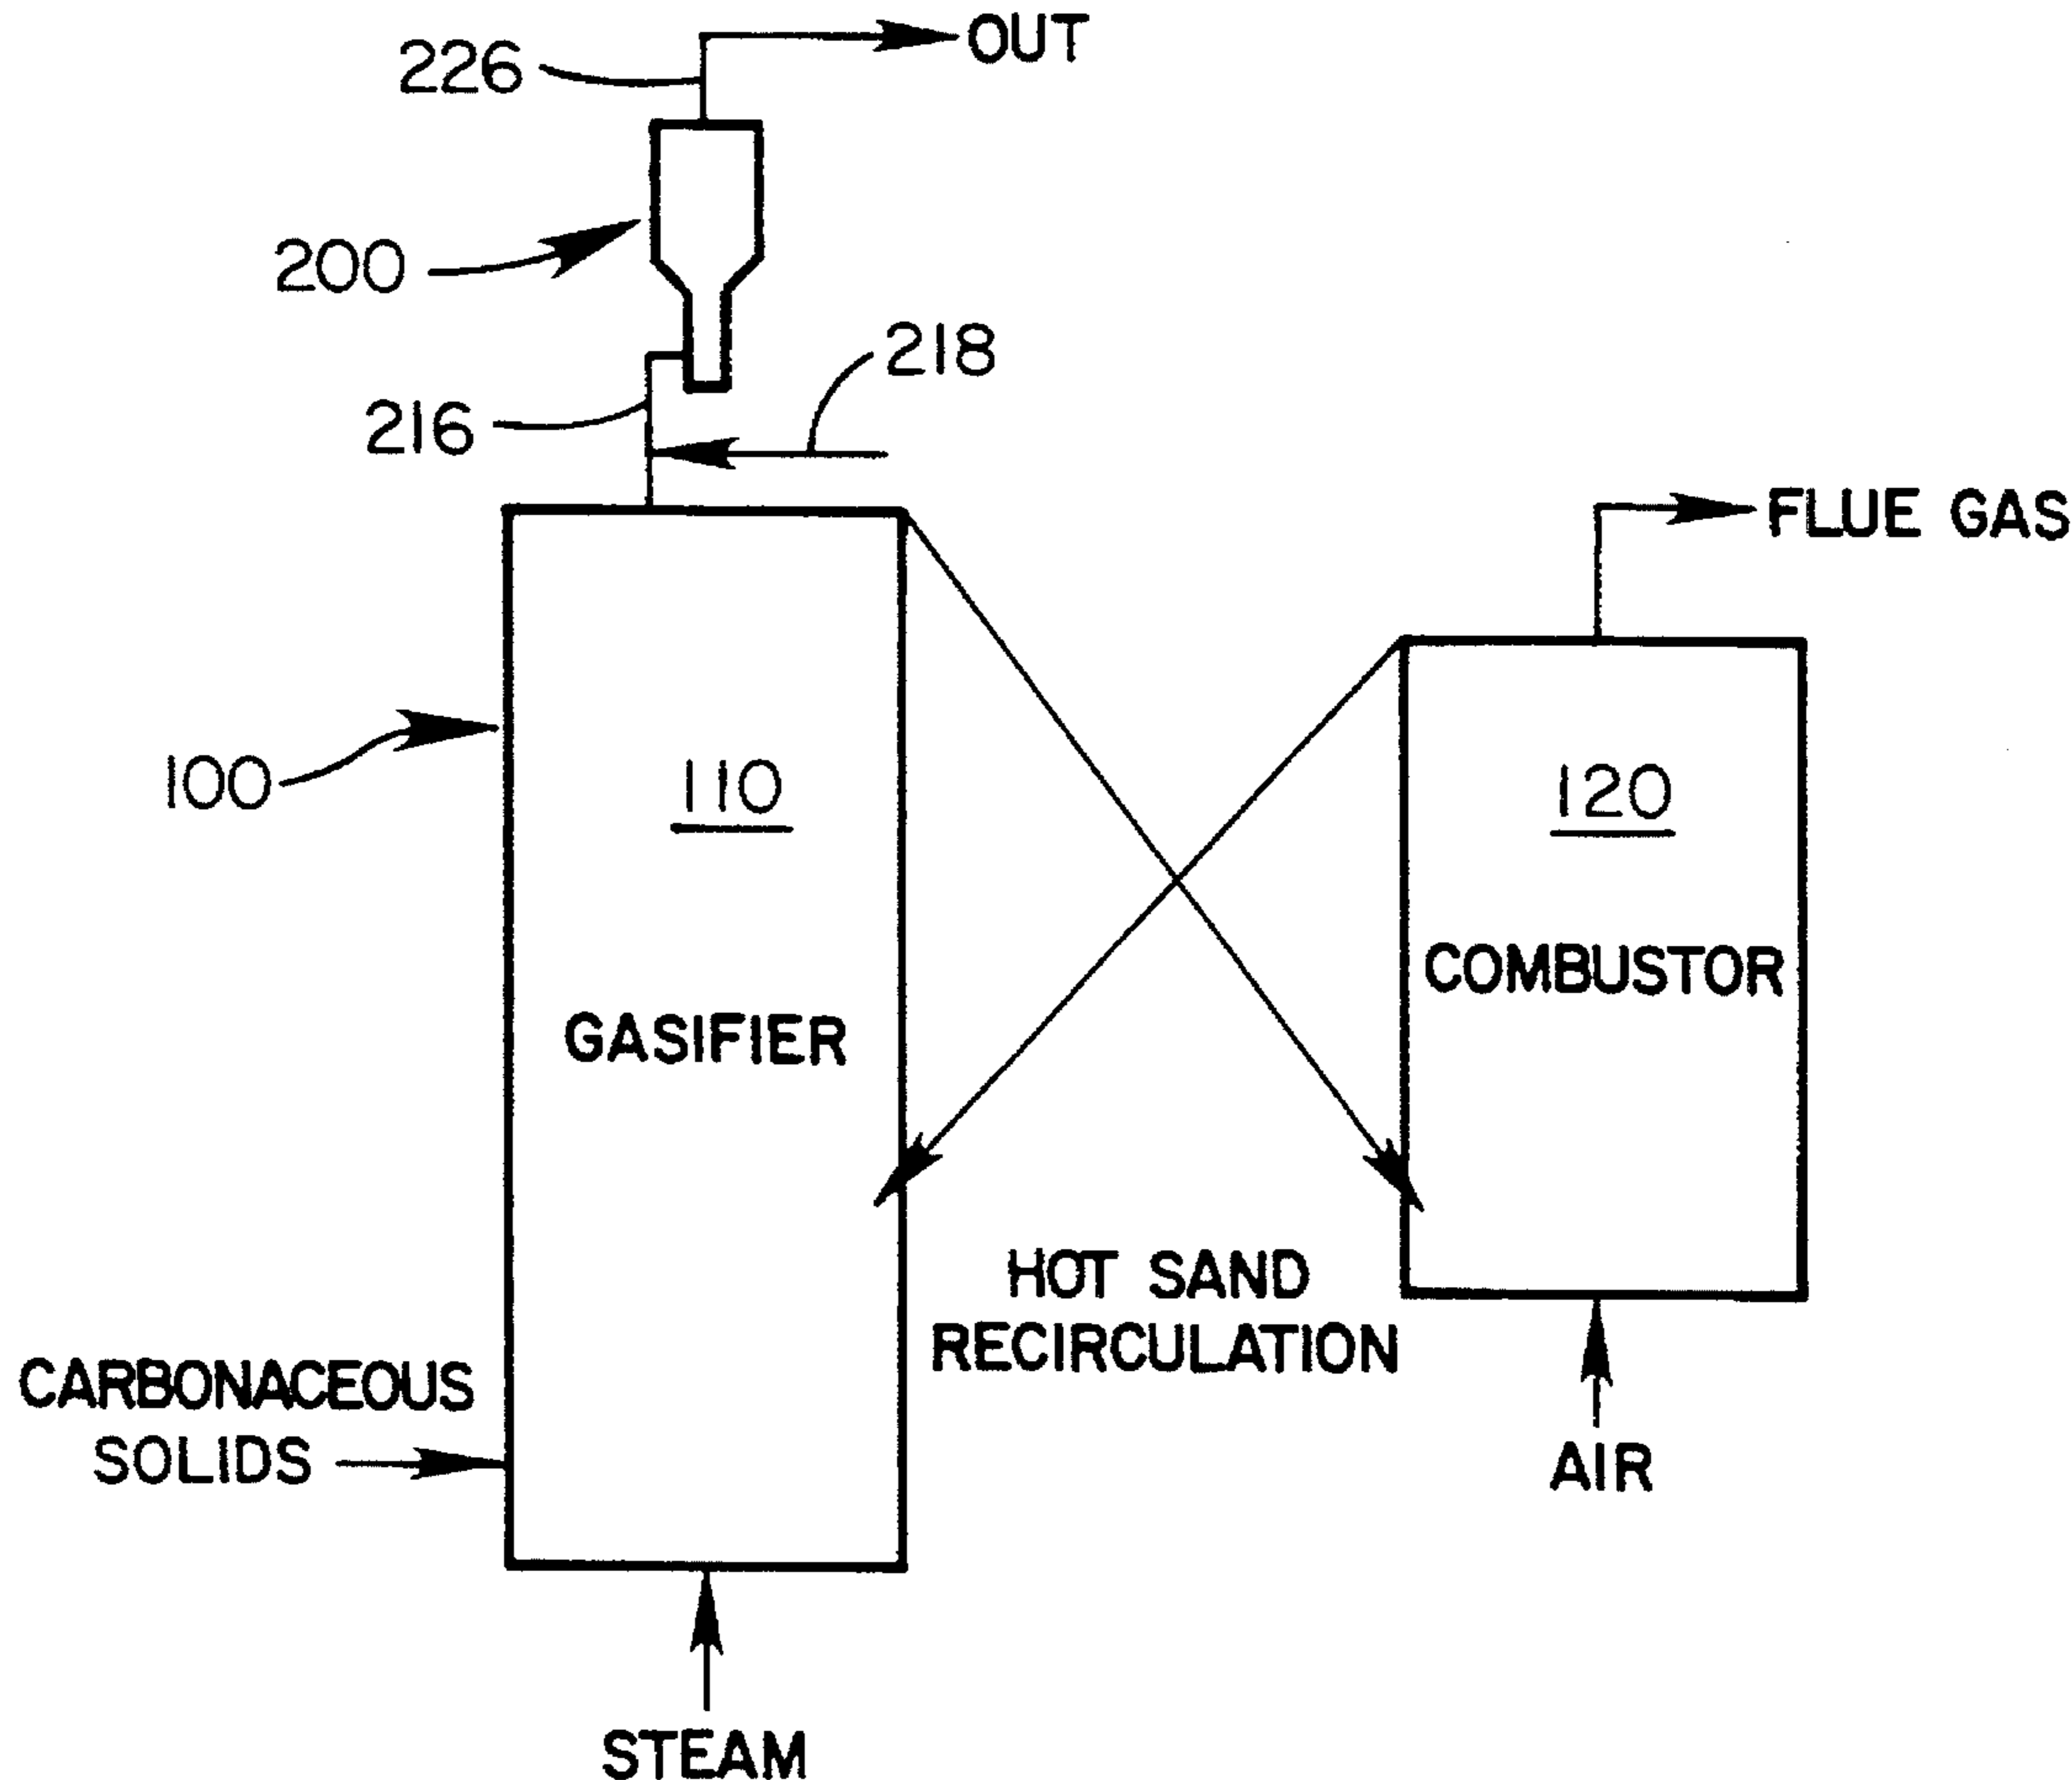 OUT
226
200
218
216
FLUE GAS
100
110
120
COMBUSTOR
GASIFIER
HOT SAND
RECIRCULATION
CARBONACEOUS
SOLIDS
AIR
STEAM